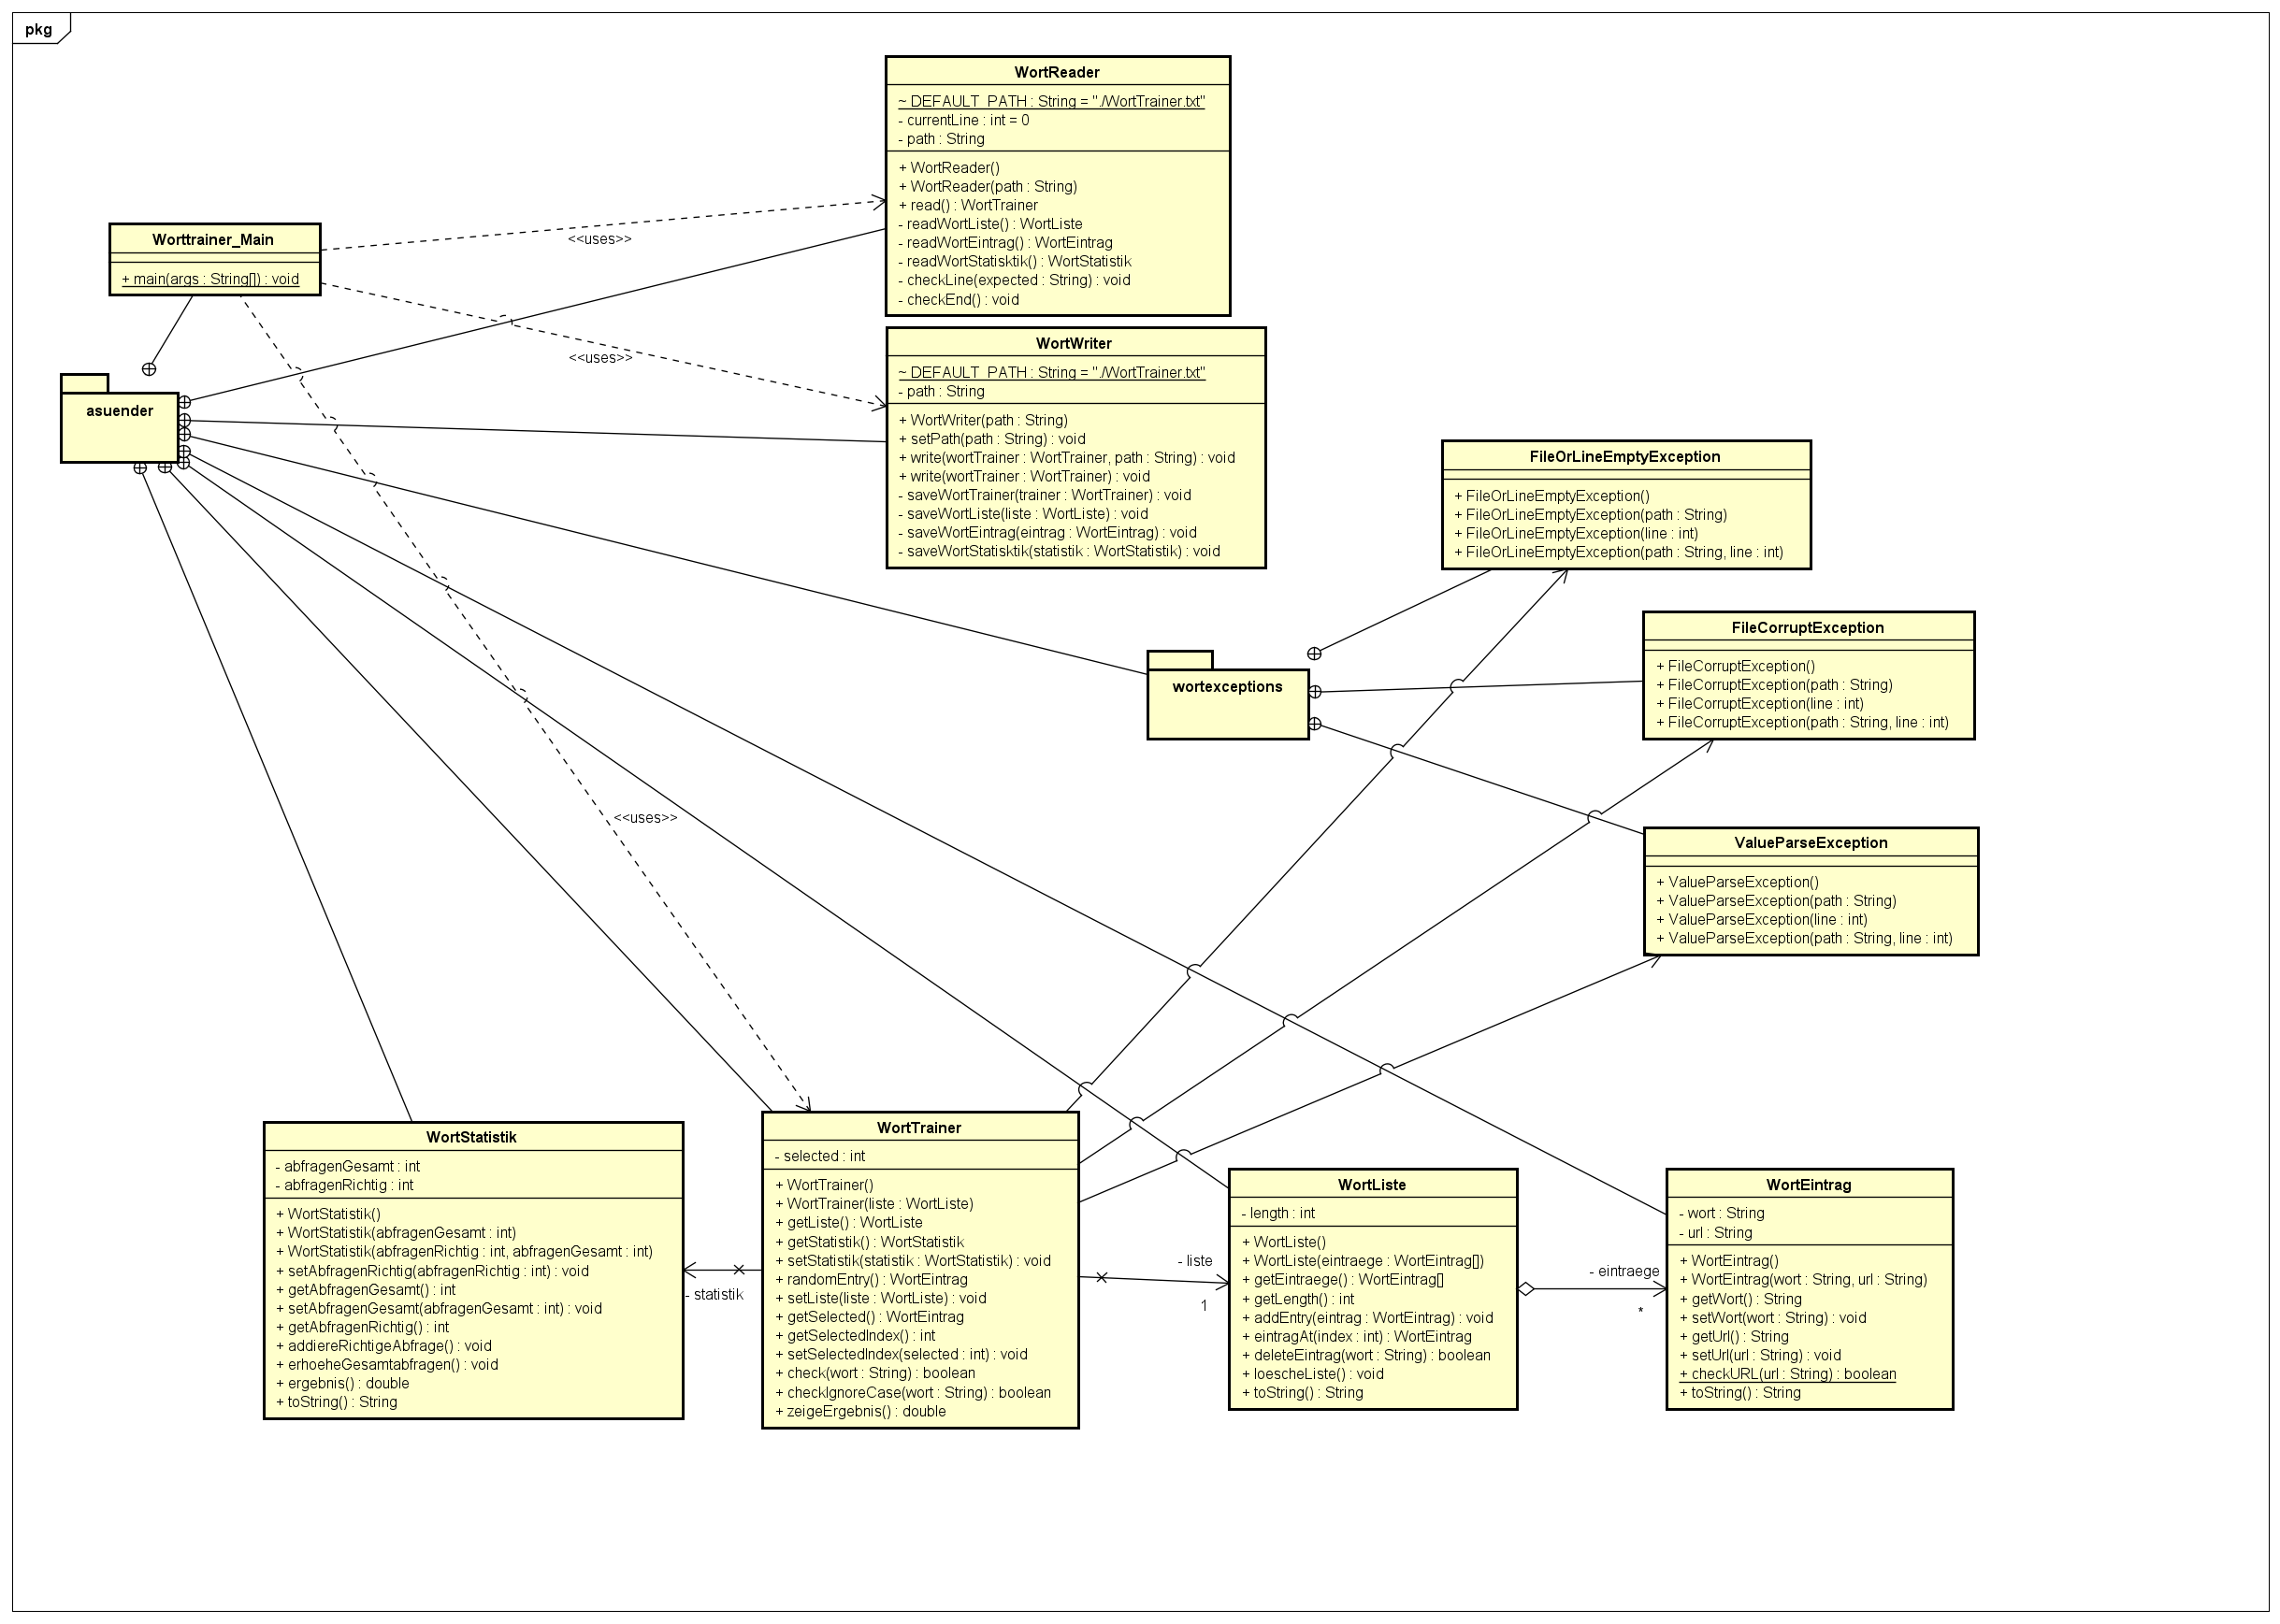 pkg
WortReader
~ DEFAULT_PATH : String = "./WortTrainer.txt"
- currentLine : int = 0
- path : String
+ WortReader()
+ WortReader(path : String)
+ read() : WortTrainer
- readWortListe() : WortListe
- readWortEintrag() : WortEintrag
- readWortStatisktik() : WortStatistik
- checkLine(expected : String) : void
- checkEnd() : void
Worttrainer_Main
+ main(args : String[]) : void
<<uses>>
<<uses>>
WortWriter
~ DEFAULT_PATH : String = "./WortTrainer.txt"
- path : String
+ WortWriter(path : String)
+ setPath(path : String) : void
+ write(wortTrainer : WortTrainer, path : String) : void
+ write(wortTrainer : WortTrainer) : void
- saveWortTrainer(trainer : WortTrainer) : void
- saveWortListe(liste : WortListe) : void
- saveWortEintrag(eintrag : WortEintrag) : void
- saveWortStatisktik(statistik : WortStatistik) : void
asuender
FileOrLineEmptyException
+ FileOrLineEmptyException()
+ FileOrLineEmptyException(path : String)
+ FileOrLineEmptyException(line : int)
+ FileOrLineEmptyException(path : String, line : int)
wortexceptions
FileCorruptException
+ FileCorruptException()
+ FileCorruptException(path : String)
+ FileCorruptException(line : int)
+ FileCorruptException(path : String, line : int)
<<uses>>
ValueParseException
+ ValueParseException()
+ ValueParseException(path : String)
+ ValueParseException(line : int)
+ ValueParseException(path : String, line : int)
WortStatistik
- abfragenGesamt : int
- abfragenRichtig : int
+ WortStatistik()
+ WortStatistik(abfragenGesamt : int)
+ WortStatistik(abfragenRichtig : int, abfragenGesamt : int)
+ setAbfragenRichtig(abfragenRichtig : int) : void
+ getAbfragenGesamt() : int
+ setAbfragenGesamt(abfragenGesamt : int) : void
+ getAbfragenRichtig() : int
+ addiereRichtigeAbfrage() : void
+ erhoeheGesamtabfragen() : void
+ ergebnis() : double
+ toString() : String
- statistik
WortTrainer
- selected : int
+ WortTrainer()
+ WortTrainer(liste : WortListe)
+ getListe() : WortListe
+ getStatistik() : WortStatistik
+ setStatistik(statistik : WortStatistik) : void
+ randomEntry() : WortEintrag
+ setListe(liste : WortListe) : void
+ getSelected() : WortEintrag
+ getSelectedIndex() : int
+ setSelectedIndex(selected : int) : void
+ check(wort : String) : boolean
+ checkIgnoreCase(wort : String) : boolean
+ zeigeErgebnis() : double
- liste
1
WortListe
- length : int
+ WortListe()
+ WortListe(eintraege : WortEintrag[])
+ getEintraege() : WortEintrag[]
+ getLength() : int
+ addEntry(eintrag : WortEintrag) : void
+ eintragAt(index : int) : WortEintrag
+ deleteEintrag(wort : String) : boolean
+ loescheListe() : void
+ toString() : String
- eintraege
*
WortEintrag
- wort : String
- url : String
+ WortEintrag()
+ WortEintrag(wort : String, url : String)
+ getWort() : String
+ setWort(wort : String) : void
+ getUrl() : String
+ setUrl(url : String) : void
+ checkURL(url : String) : boolean
+ toString() : String